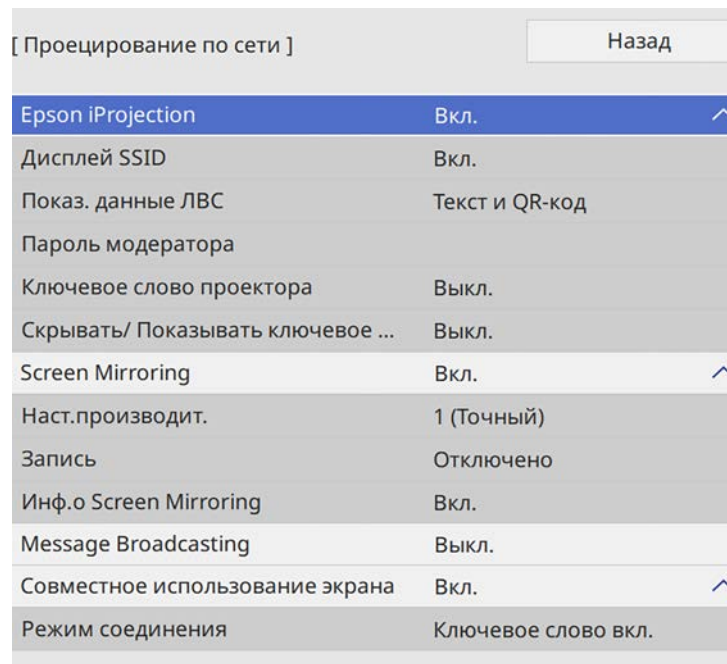 [ Проецирование по сети ]
Назад
Epson iProjection Вкл.
Дисплей SSID Вкл.
Показ. данные ЛВС Текст и QR-код
Пароль модератора
Ключевое слово проектора Выкл.
Скрывать/ Показывать ключевое ... Выкл.
Screen Mirroring Вкл.
Наст.производит. 1 (Точный)
Запись Отключено
Инф.о Screen Mirroring Вкл.
Message Broadcasting Выкл.
Совместное использование экрана Вкл.
Режим соединения Ключевое слово вкл.